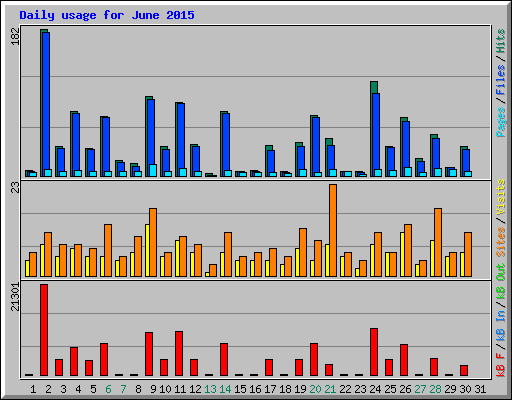 Daily usage for June 2015
182
Pages / Files / Hits
23
Sites / Visits
21301
kB F / kB In / kB Out
1 2 3 4 5 6 7 8 9 10 11 12 13 14 15 16 17 18 19 20 21 22 23 24 25 26 27 28 29 30 31